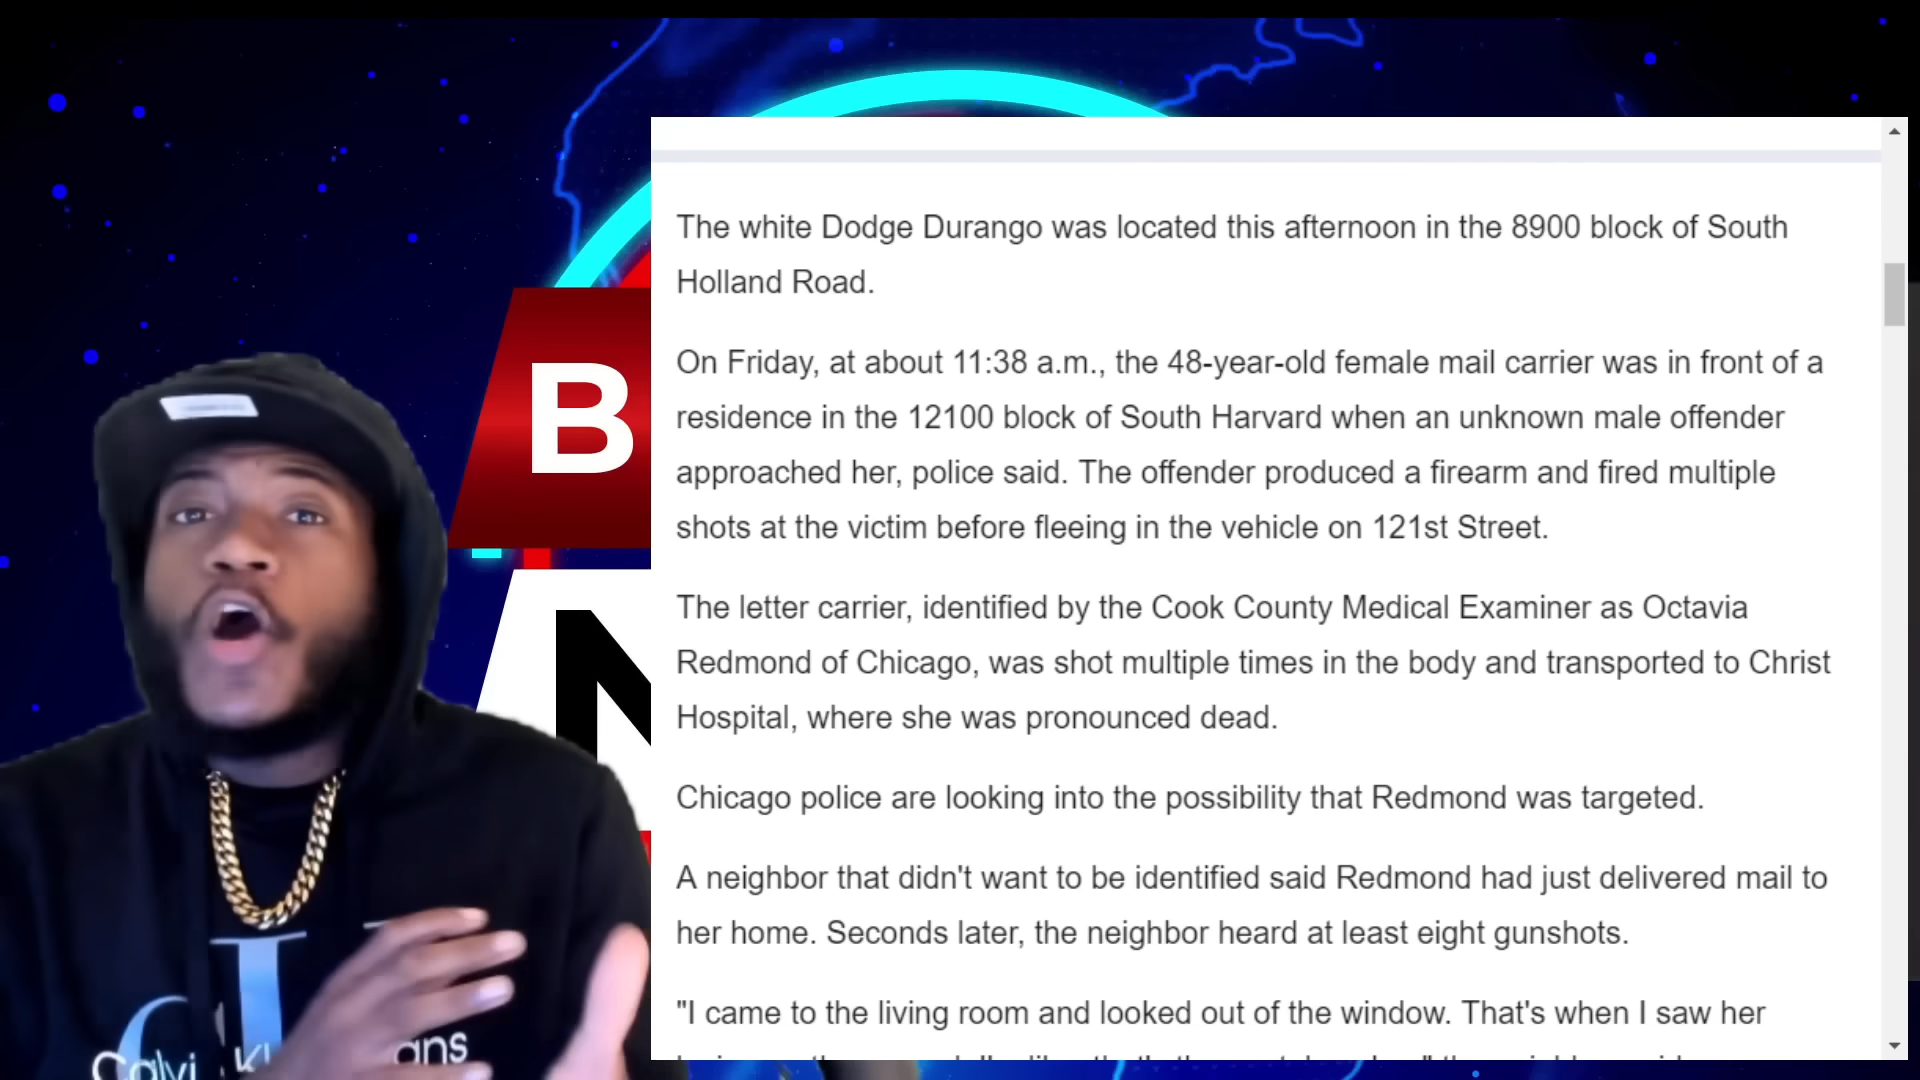 B
N
The white Dodge Durango was located this afternoon in the 8900 block of South
Holland Road.
On Friday, at about 11:38 a.m., the 48-year-old female mail carrier was in front of a
residence in the 12100 block of South Harvard when an unknown male offender
approached her, police said. The offender produced a firearm and fired multiple
shots at the victim before fleeing in the vehicle on 121st Street.
The letter carrier, identified by the Cook County Medical Examiner as Octavia
Redmond of Chicago, was shot multiple times in the body and transported to Christ
Hospital, where she was pronounced dead.
Chicago police are looking into the possibility that Redmond was targeted.
A neighbor that didn't want to be identified said Redmond had just delivered mail to
her home. Seconds later, the neighbor heard at least eight gunshots.
"I came to the living room and looked out of the window. That's when I saw her
Calvi Kl ans